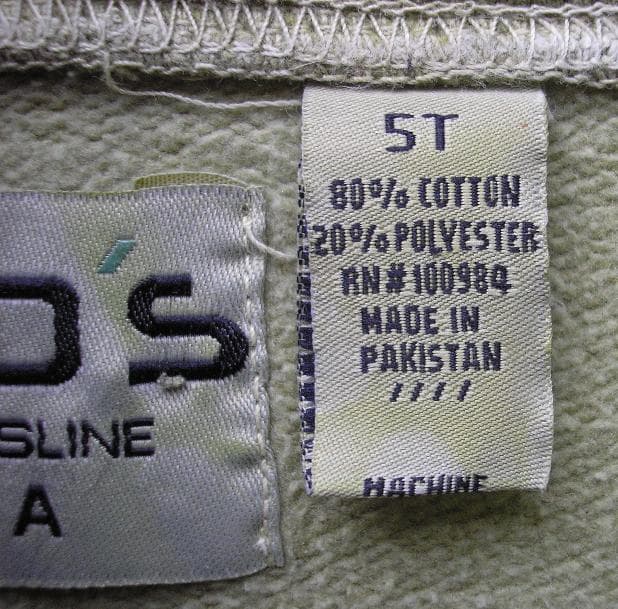 5T
80% COTTON
20% POLYESTER
RN# 100984
MADE IN
PAKISTAN
////
MACHINE
O'S
SLINE
A